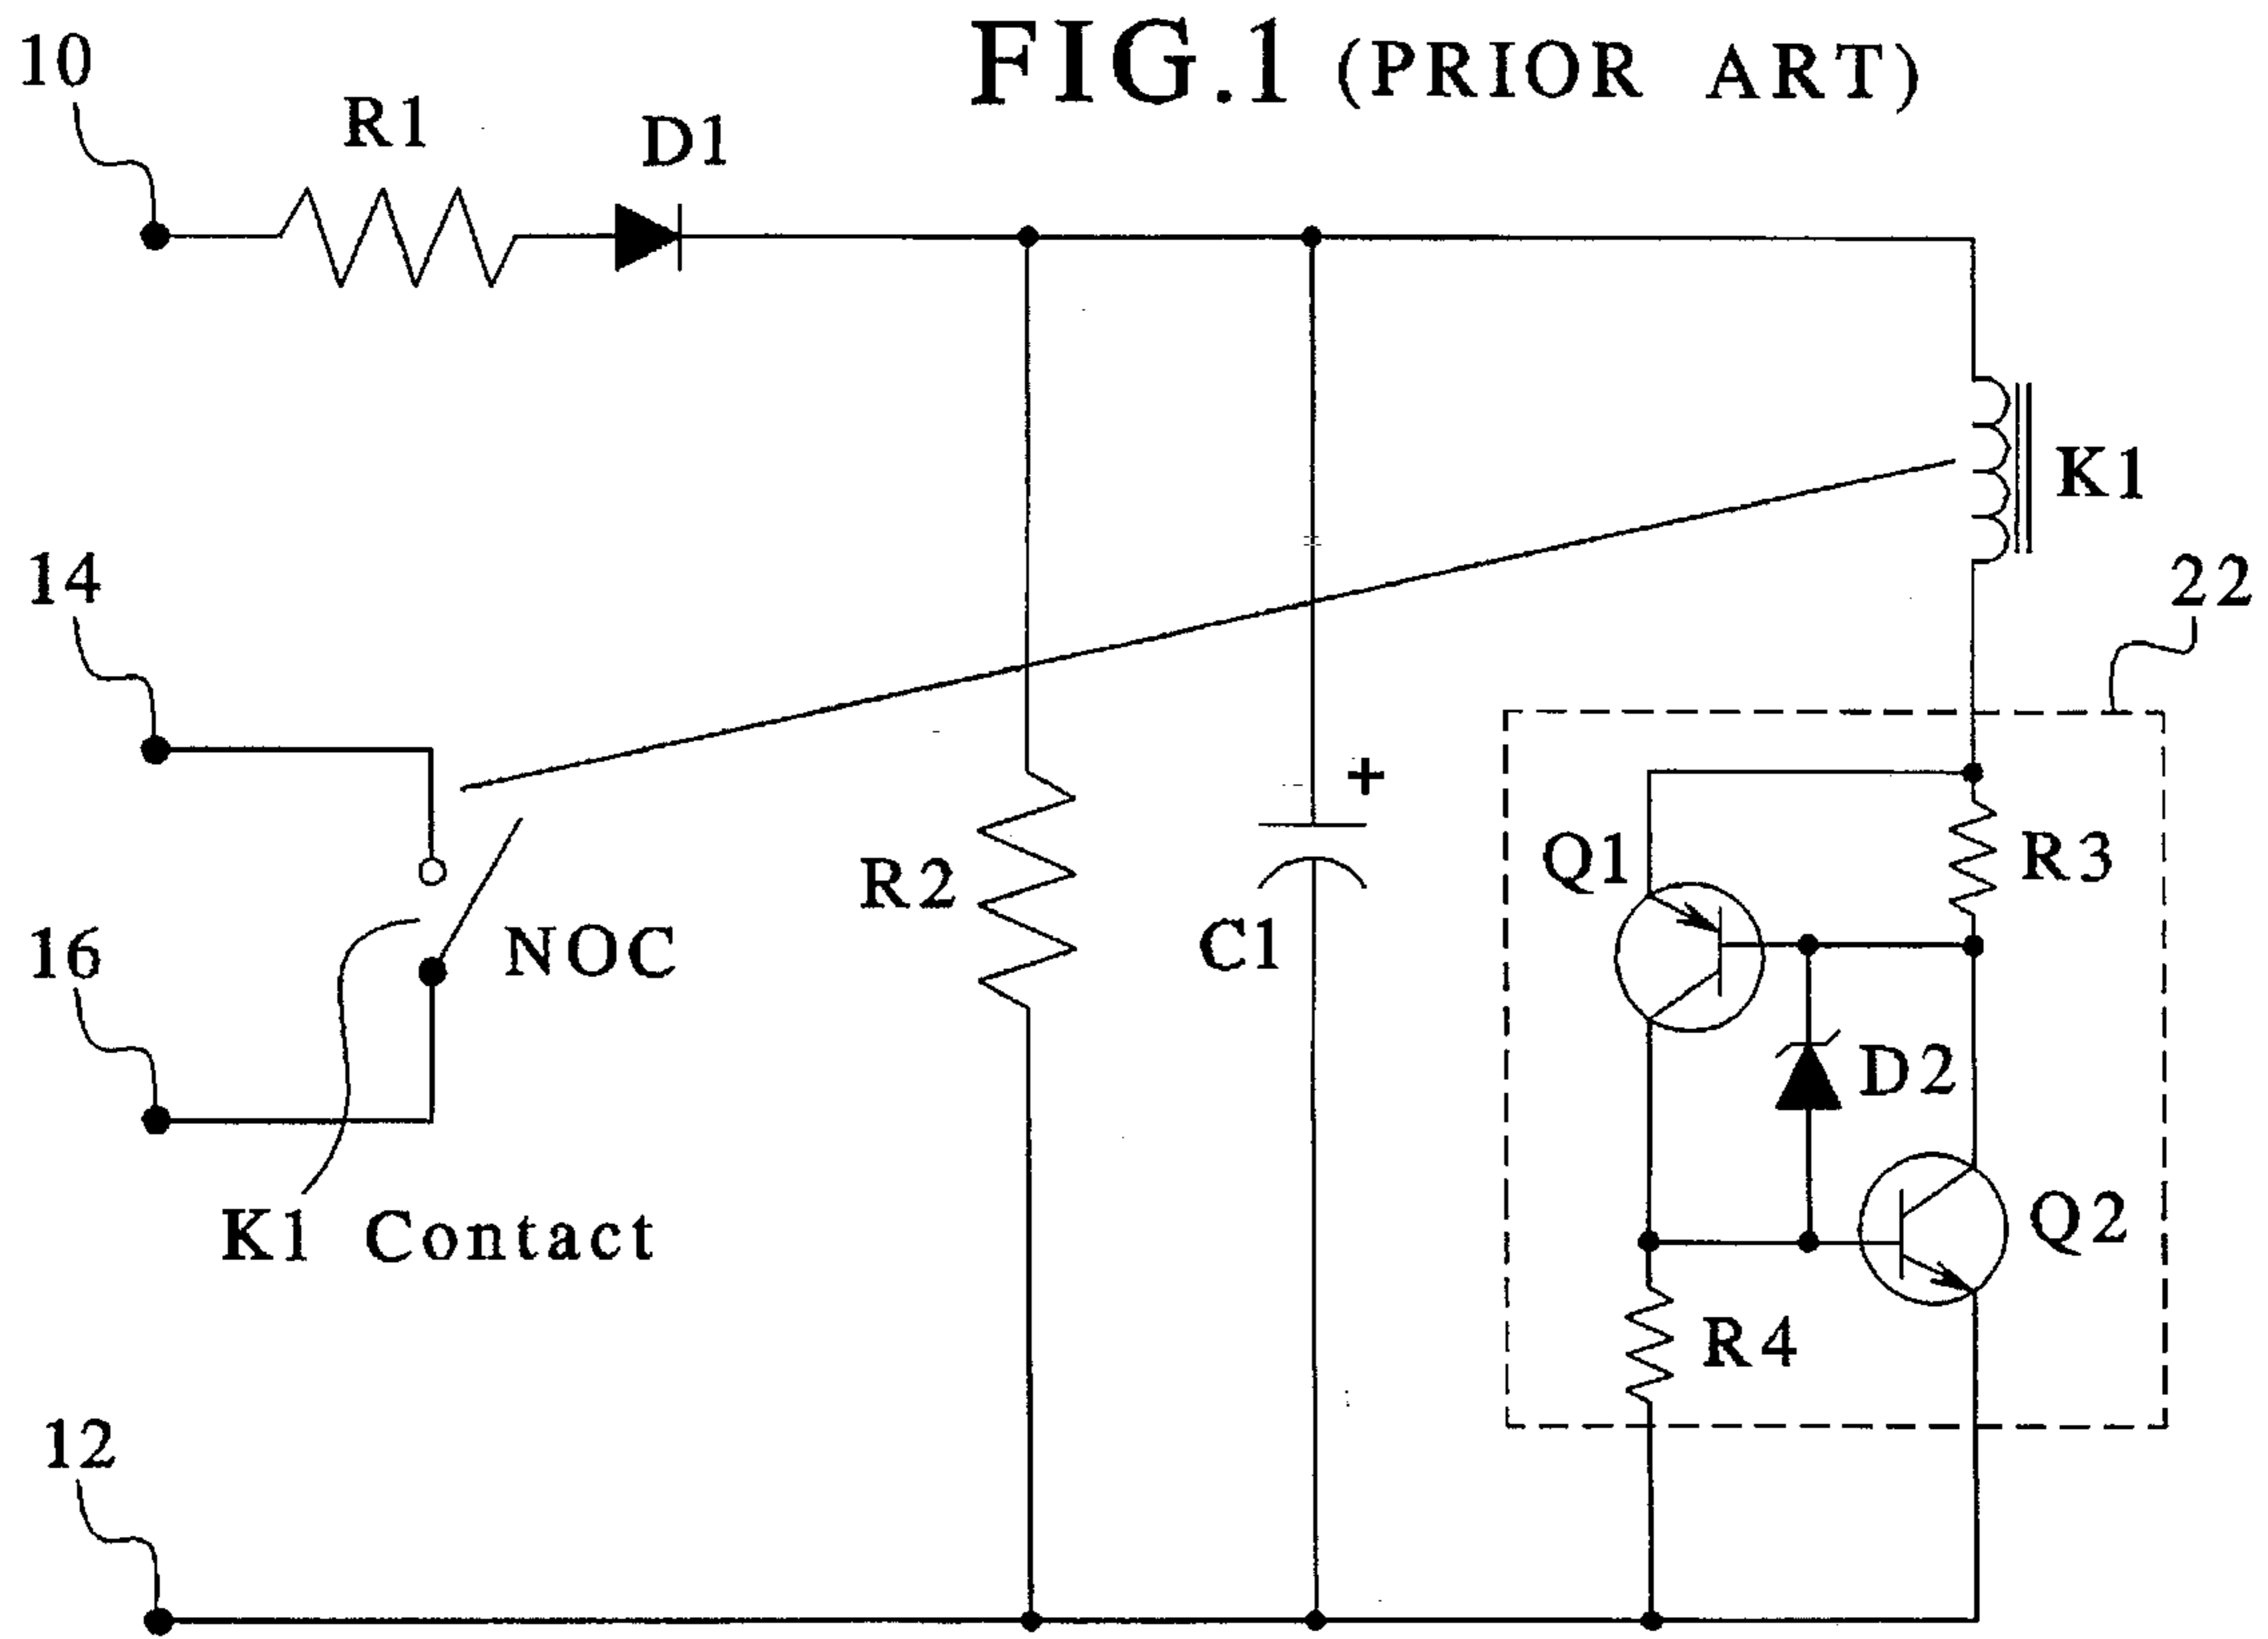 FIG.1 (PRIOR ART)
10
R1
D1
K1
14
22
+
Q1
R3
R2
C1
NOC
16
D2
K1 Contact
Q2
R4
12